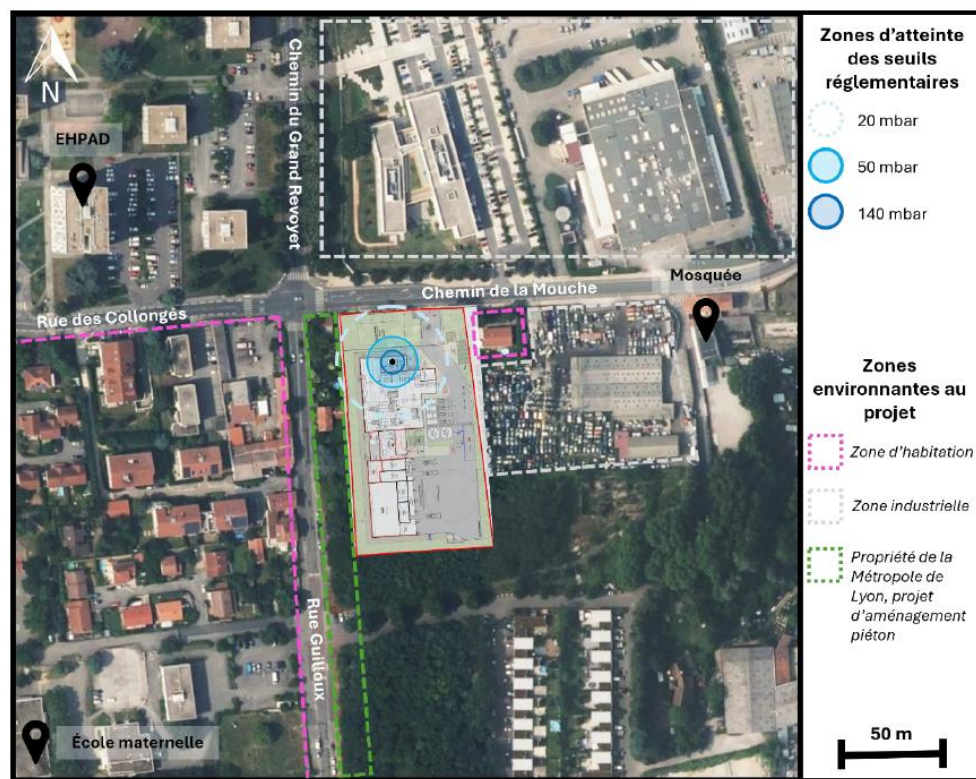 N
EHPAD
Chemin du Grand Revoyet
Rue des Collonges
Chemin de la Mouche
Mosquée
Rue Guilloux
École maternelle
Zones d’atteinte
des seuils
réglementaires
20 mbar
50 mbar
140 mbar
Zones
environnantes au
projet
Zone d’habitation
Zone industrielle
Propriété de la
Métropole de
Lyon, projet
d’aménagement
piéton
50 m